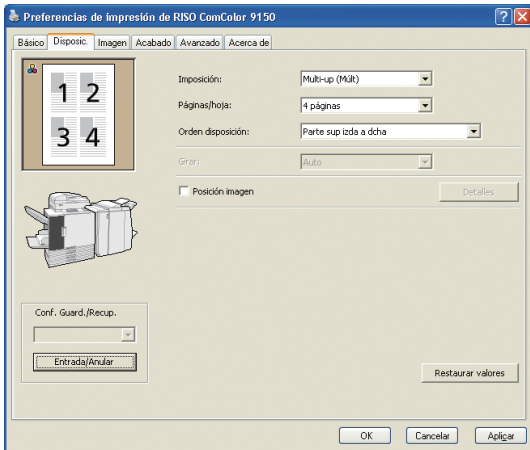 Preferencias de impresión de RISO ComColor 9150
Básico Disposic. Imagen Acabado Avanzado Acerca de
1 2
3 4
Imposición: Multi-up (Múlt)
Páginas/hoja: 4 páginas
Orden disposición: Parte sup izda a dcha
Girar: Auto
Posición imagen Detalles
Conf. Guard./Recup.
Entrada/Anular
Restaurar valores
OK Cancelar Aplicar